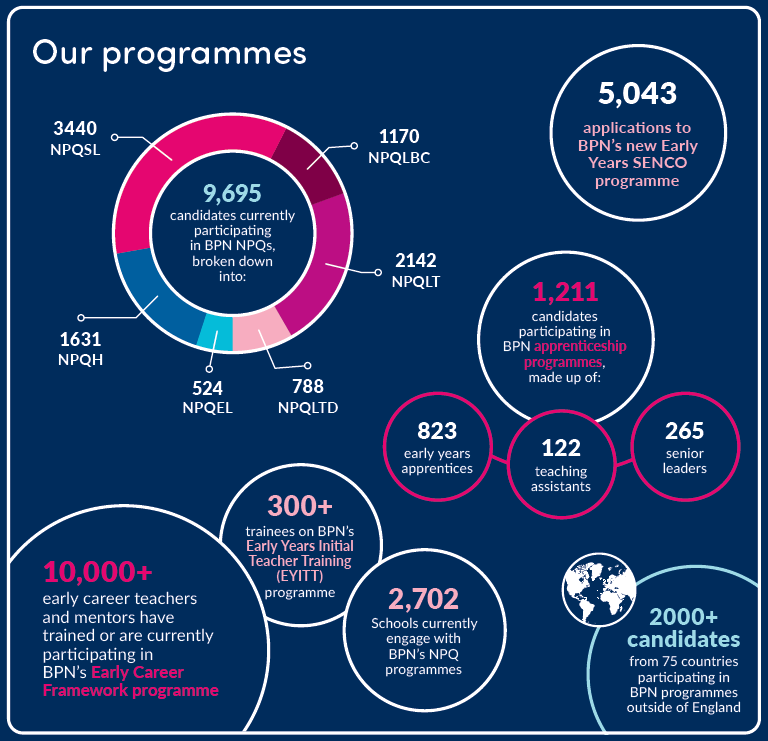 Our programmes
5,043
applications to
BPN's new Early
Years SENCO
programme
3440
NPQSL
1170
NPQLBC
9,695
candidates currently
participating
in BPN NPQs,
broken down
into:
2142
NPQLT
1631
NPQH
524
NPQEL
788
NPQLTD
1,211
candidates
participating in
BPN apprenticeship
programmes,
made up of:
823
early years
apprentices
122
teaching
assistants
265
senior
leaders
300+
trainees on BPN's
Early Years Initial
Teacher Training
(EYITT)
programme
10,000+
early career teachers
and mentors have
trained or are currently
participating in
BPN's Early Career
Framework programme
2,702
Schools currently
engage with
BPN's NPQ
programmes
2000+
candidates
from 75 countries
participating in
BPN programmes
outside of England